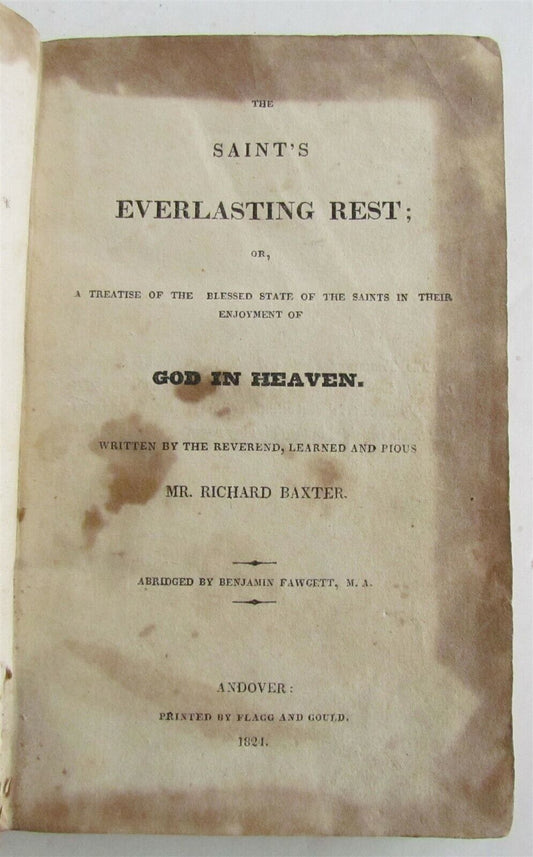 THE
SAINT'S
EVERLASTING REST;
OR,
A TREATISE OF THE BLESSED STATE OF THE SAINTS IN THEIR
ENJOYMENT OF
GOD IN HEAVEN.
WRITTEN BY THE REVEREND, LEARNED AND PIOUS
MR. RICHARD BAXTER.
ABRIDGED BY BENJAMIN FAWCETT, M. A.
ANDOVER:
PRINTED BY FLAGG AND GOULD.
1824.